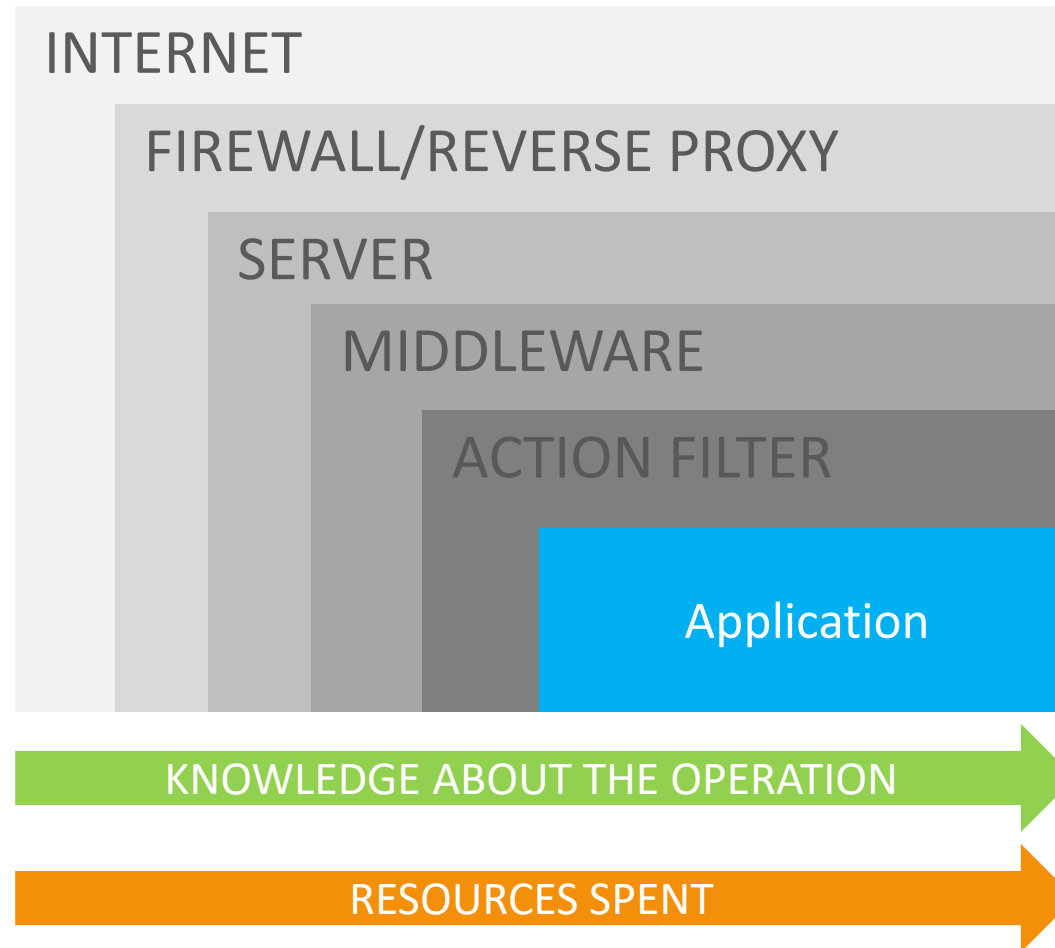 INTERNET
FIREWALL/REVERSE PROXY
SERVER
MIDDLEWARE
ACTION FILTER
Application
KNOWLEDGE ABOUT THE OPERATION
RESOURCES SPENT